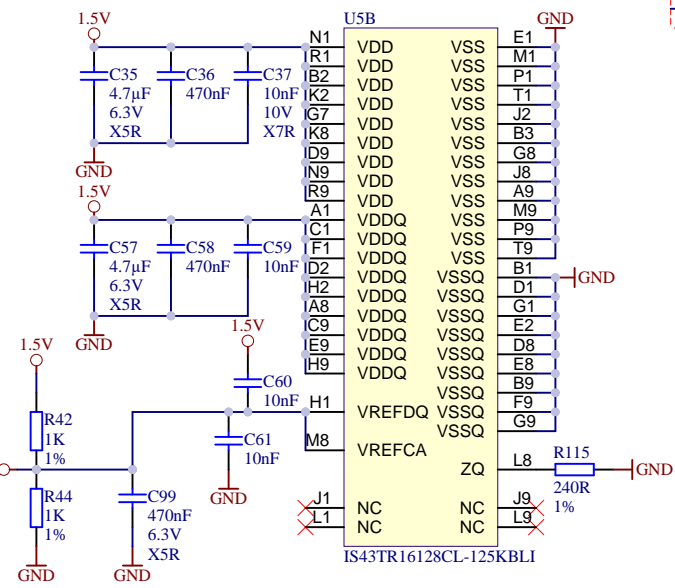 1.5V
U5B
GND
C35
4.7µF
6.3V
X5R
C36
470nF
C37
10nF
10V
X7R
GND
N1 VDD VSS E1
R1 VDD VSS M1
B2 VDD VSS P1
K2 VDD VSS T1
G7 VDD VSS J2
K8 VDD VSS B3
D9 VDD VSS G8
N9 VDD VSS J8
R9 VDD VSS A9
1.5V
C57
4.7µF
6.3V
X5R
C58
470nF
C59
10nF
GND
A1 VDDQ VSS M9
C1 VDDQ VSS P9
F1 VDDQ VSS T9
D2 VDDQ VSSQ B1
GND
H2 VDDQ VSSQ D1
A8 VDDQ VSSQ G1
C9 VDDQ VSSQ E2
E9 VDDQ VSSQ D8
H9 VDDQ VSSQ E8
VSSQ B9
1.5V
C60
10nF
H1 VREFDQ VSSQ F9
VSSQ G9
1.5V
R42
1K
1%
C61
10nF
GND
M8 VREFCA
ZQ L8
R115
240R
1%
GND
R44
1K
1%
GND
C99
470nF
6.3V
X5R
GND
J1 NC NC J9
L1 NC NC L9
IS43TR16128CL-125KBLI